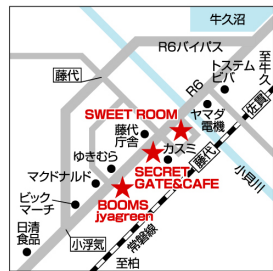 牛久沼
R6バイパス
至牛久
トステム
ビバ
藤代
R6
佐貫
SWEET ROOM
ヤマダ
電機
藤代
庁舎
カスミ
藤代
ゆきむら
SECRET
GATE&CAFE
小貝川
マクドナルド
BOOMS
jyagreen
ビック
マーチ
常磐線
日清
食品
小浮気
至柏